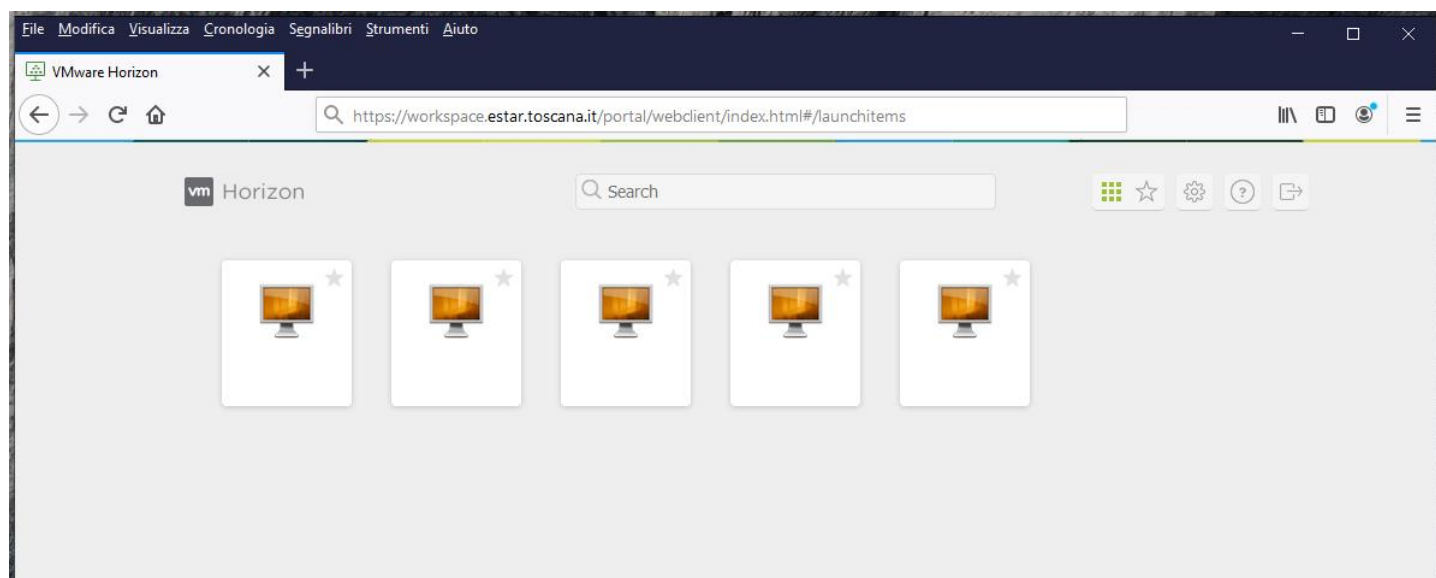 File Modifica Visualizza Cronologia Segnalibri Strumenti Aiuto
VMware Horizon
https://workspace.estar.toscana.it/portal/webclient/index.html#/launchitems
vm Horizon
Search
?